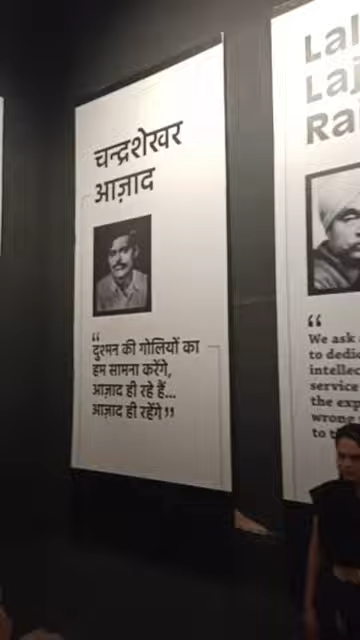 चन्द्रशेखर
आज़ाद
“
दुश्मन की गोलियों का
हम सामना करेंगे,
आज़ाद ही रहे हैं...
आज़ाद ही रहेंगे”
Lal
Laj
Ra
“
We ask
to dedic
intellec
service
the exp
wrong
to t